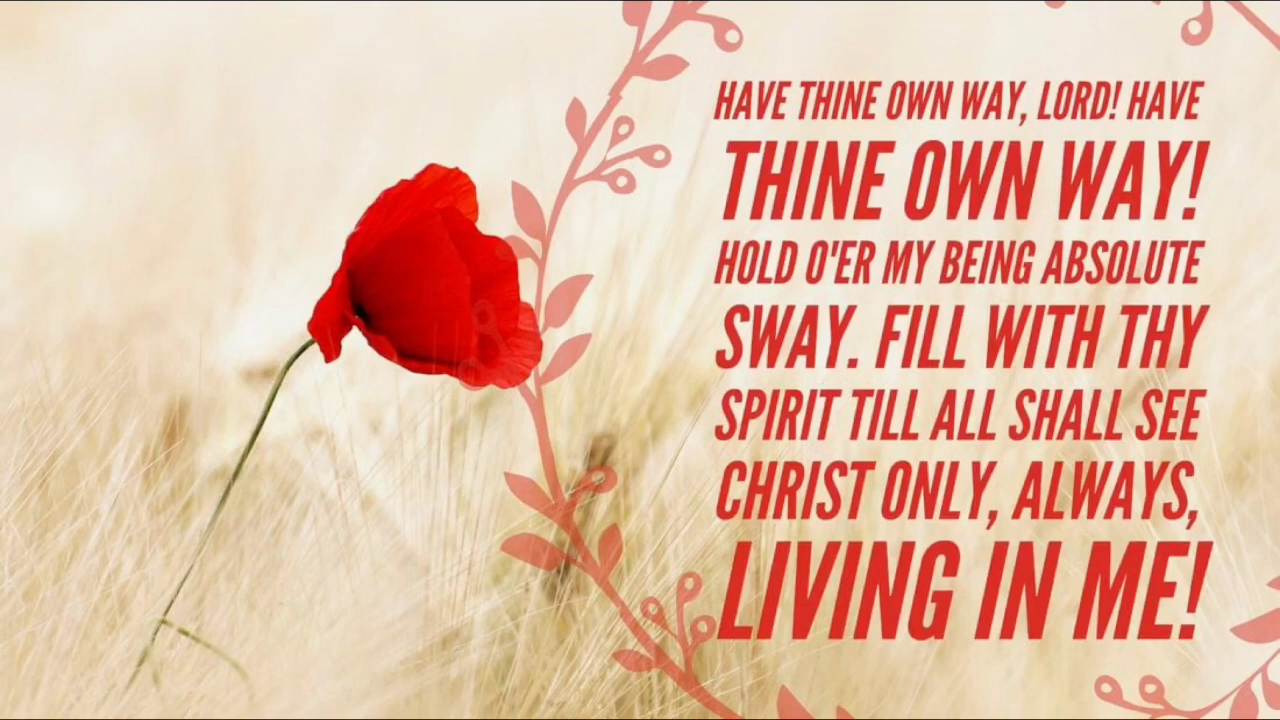 HAVE THINE OWN WAY, LORD! HAVE
THINE OWN WAY!
HOLD O'ER MY BEING ABSOLUTE
SWAY. FILL WITH THY
SPIRIT TILL ALL SHALL SEE
CHRIST ONLY, ALWAYS,
LIVING IN ME!